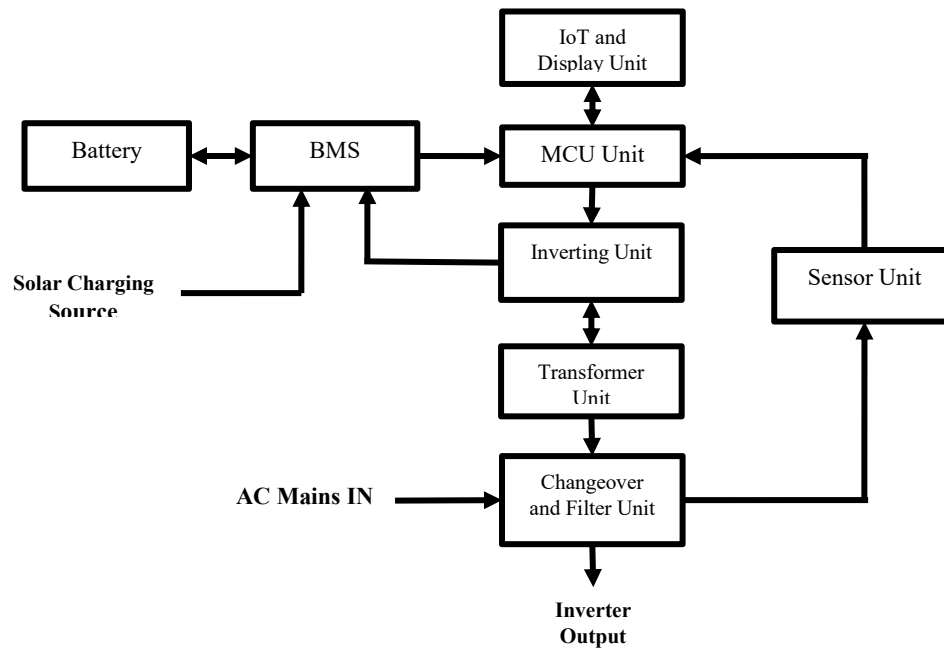 IoT and
Display Unit
Battery
BMS
MCU Unit
Inverting Unit
Solar Charging
Source
Sensor Unit
Transformer
Unit
AC Mains IN
Changeover
and Filter Unit
Inverter
Output